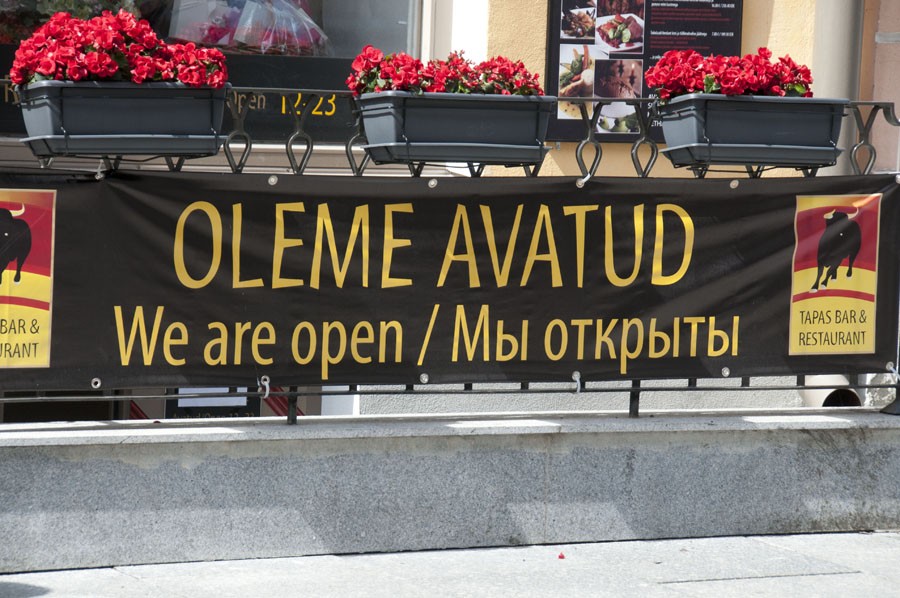 pen 12-23
OLEME AVATUD
We are open / Мы открыты
BAR &
URANT
TAPAS BAR &
RESTAURANT